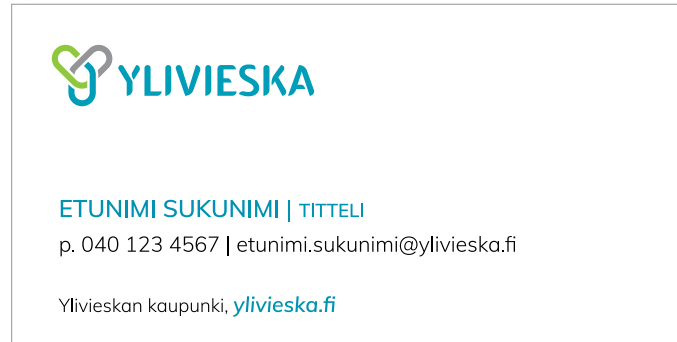 YLIVIESKA
ETUNIMI SUKUNIMI | TITTELI
p. 040 123 4567 | etunimi.sukunimi@ylivieska.fi
Ylivieskan kaupunki, ylivieska.fi